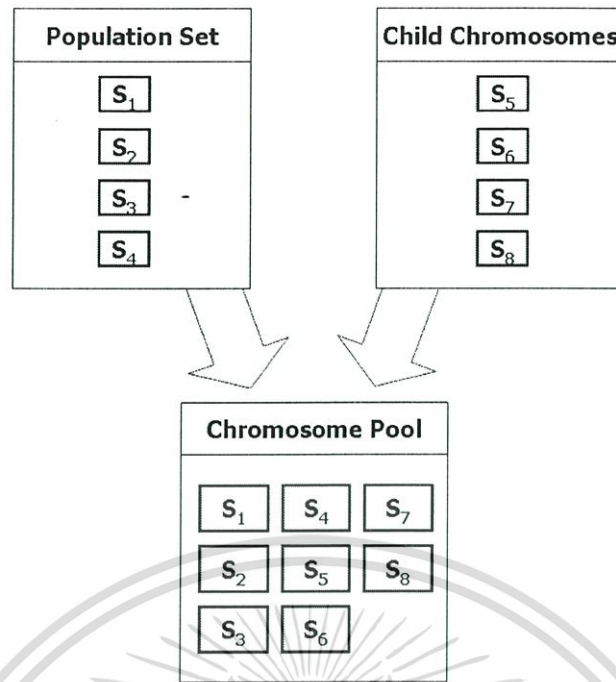 Population Set
S₁
S₂
S₃
S₄
Child Chromosomes
S₅
S₆
S₇
S₈
Chromosome Pool
S₁ S₄ S₇
S₂ S₅ S₈
S₃ S₆